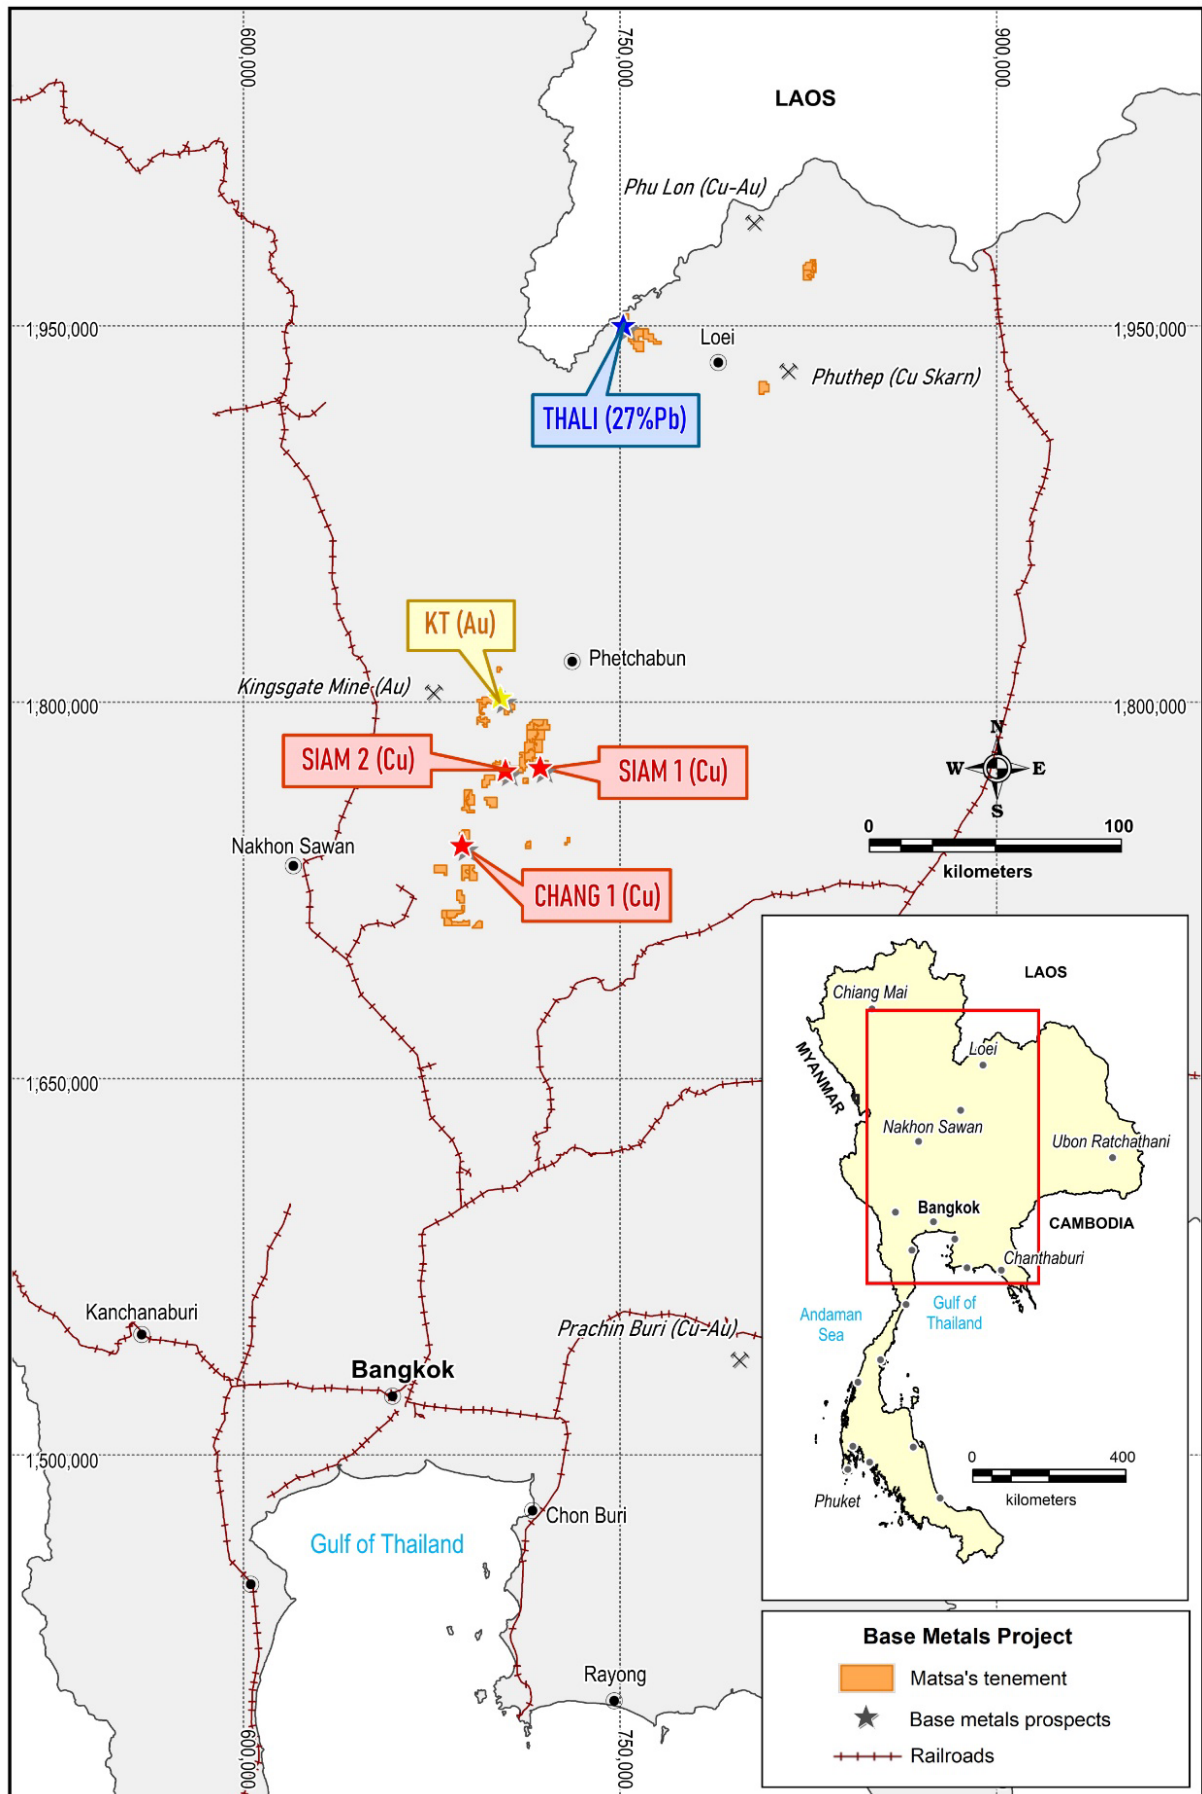 600,000
750,000
900,000
LAOS
Phu Lon (Cu-Au)
1,950,000
1,950,000
Loei
Phuthep (Cu Skarn)
THALI (27%Pb)
KT (Au)
Phetchabun
Kingsgate Mine (Au)
1,800,000
1,800,000
SIAM 2 (Cu)
SIAM 1 (Cu)
N
W
E
S
0
100
kilometers
Nakhon Sawan
CHANG 1 (Cu)
1,650,000
Kanchanaburi
Bangkok
Prachin Buri (Cu-Au)
1,500,000
Chon Buri
Gulf of Thailand
Rayong
600,000
750,000
LAOS
Chiang Mai
MYANMAR
Loei
Nakhon Sawan
Ubon Ratchathani
Bangkok
CAMBODIA
Chanthaburi
Andaman
Sea
Gulf of
Thailand
0
400
kilometers
Phuket
Base Metals Project
Matsa's tenement
Base metals prospects
Railroads